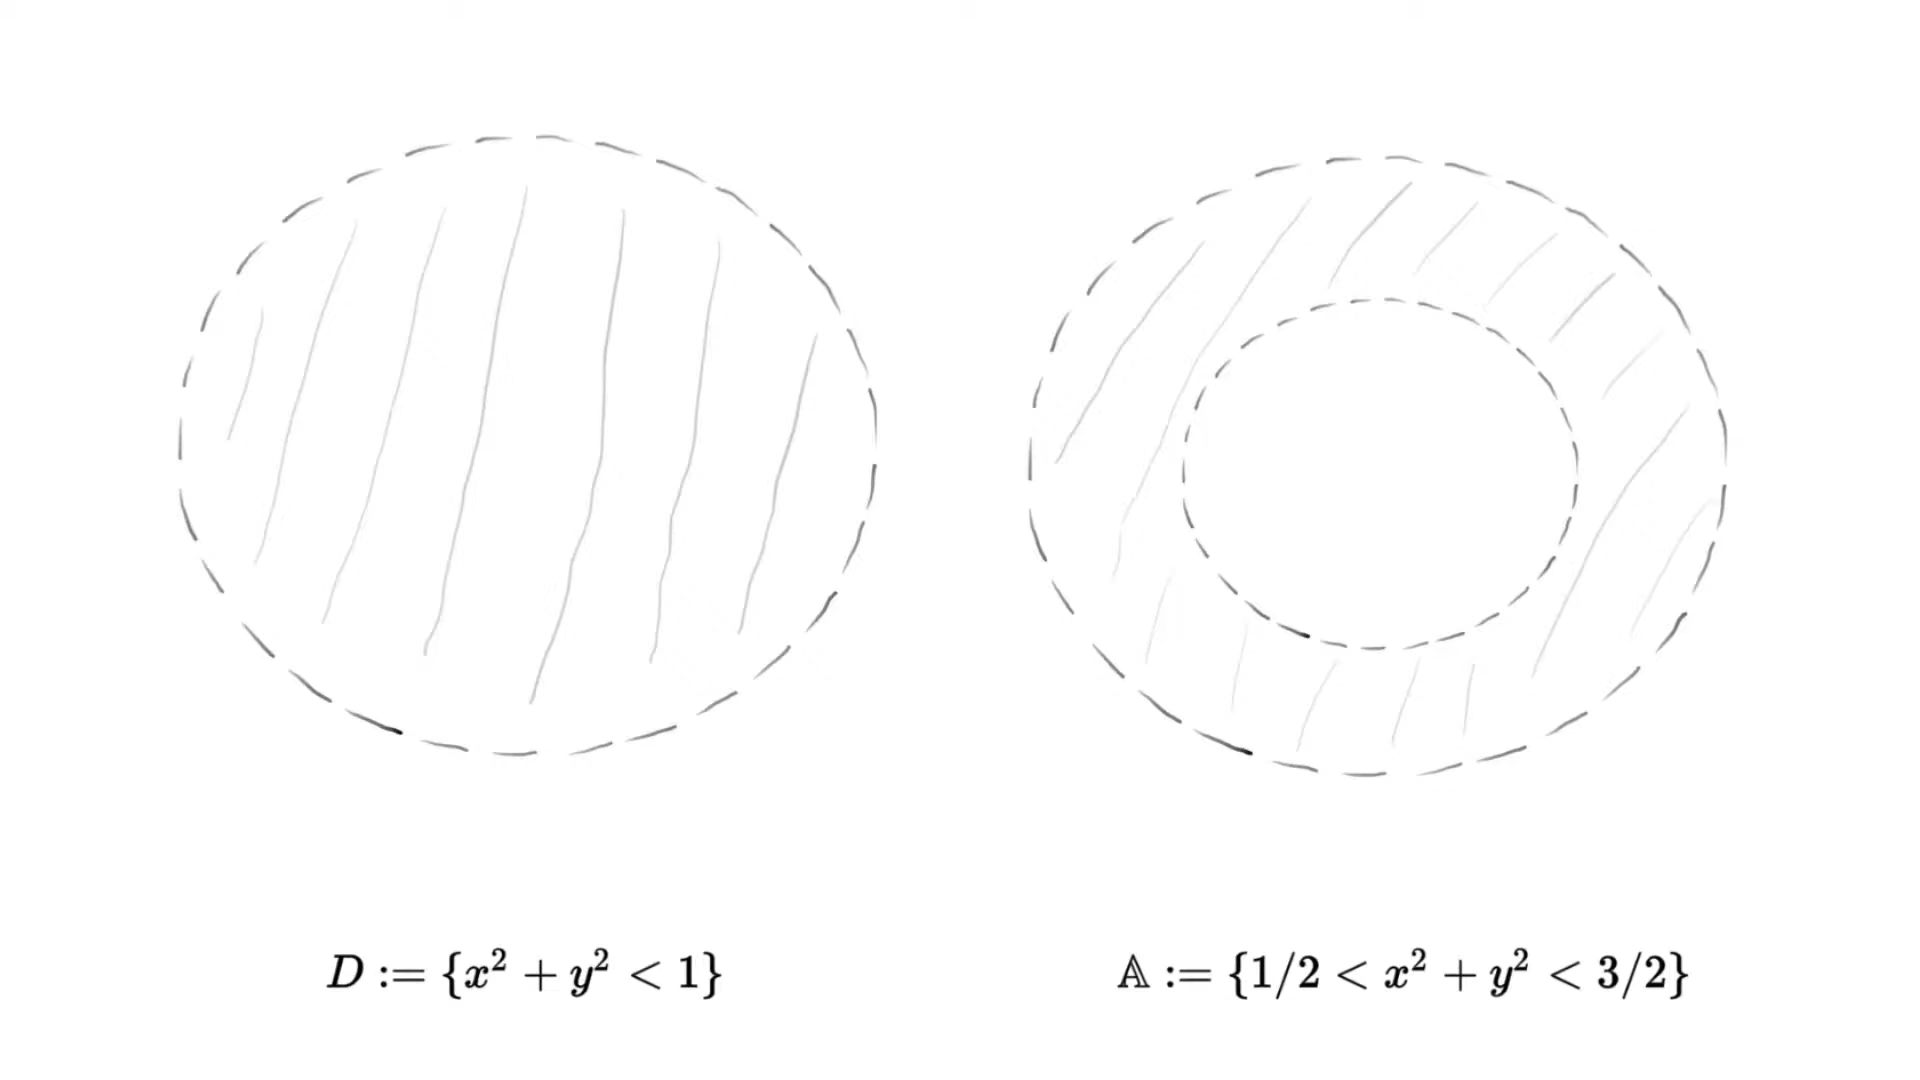 D := {x² + y² < 1}
𝔸 := {1/2 < x² + y² < 3/2}